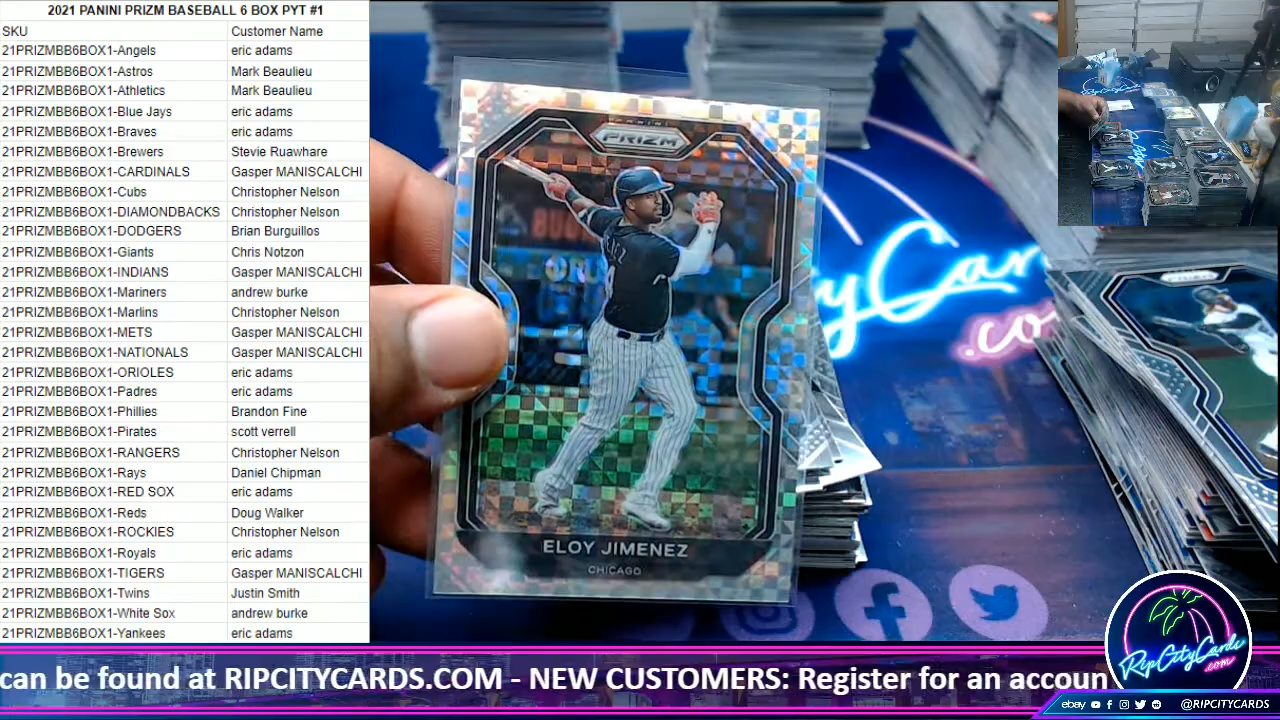 2021 PANINI PRIZM BASEBALL 6 BOX PYT #1
SKU Customer Name
21PRIZMBB6BOX1-Angels eric adams
21PRIZMBB6BOX1-Astros Mark Beaulieu
21PRIZMBB6BOX1-Athletics Mark Beaulieu
21PRIZMBB6BOX1-Blue Jays eric adams
21PRIZMBB6BOX1-Braves eric adams
21PRIZMBB6BOX1-Brewers Stevie Ruawhare
21PRIZMBB6BOX1-CARDINALS Gasper MANISCALCHI
21PRIZMBB6BOX1-Cubs Christopher Nelson
21PRIZMBB6BOX1-DIAMONDBACKS Christopher Nelson
21PRIZMBB6BOX1-DODGERS Brian Burguillos
21PRIZMBB6BOX1-Giants Chris Notzon
21PRIZMBB6BOX1-INDIANS Gasper MANISCALCHI
21PRIZMBB6BOX1-Mariners andrew burke
21PRIZMBB6BOX1-Marlins Christopher Nelson
21PRIZMBB6BOX1-METS Gasper MANISCALCHI
21PRIZMBB6BOX1-NATIONALS Gasper MANISCALCHI
21PRIZMBB6BOX1-ORIOLES eric adams
21PRIZMBB6BOX1-Padres eric adams
21PRIZMBB6BOX1-Phillies Brandon Fine
21PRIZMBB6BOX1-Pirates scott verrell
21PRIZMBB6BOX1-RANGERS Christopher Nelson
21PRIZMBB6BOX1-Rays Daniel Chipman
21PRIZMBB6BOX1-RED SOX eric adams
21PRIZMBB6BOX1-Reds Doug Walker
21PRIZMBB6BOX1-ROCKIES Christopher Nelson
21PRIZMBB6BOX1-Royals eric adams
21PRIZMBB6BOX1-TIGERS Gasper MANISCALCHI
21PRIZMBB6BOX1-Twins Justin Smith
21PRIZMBB6BOX1-White Sox andrew burke
21PRIZMBB6BOX1-Yankees eric adams
PANINI
PRIZM
ELOY JIMENEZ
CHICAGO
yCar
.co
can be found at RIPCITYCARDS.COM - NEW CUSTOMERS: Register for an accoun
RipCityCards
.com
ebay @RIPCITYCARDS